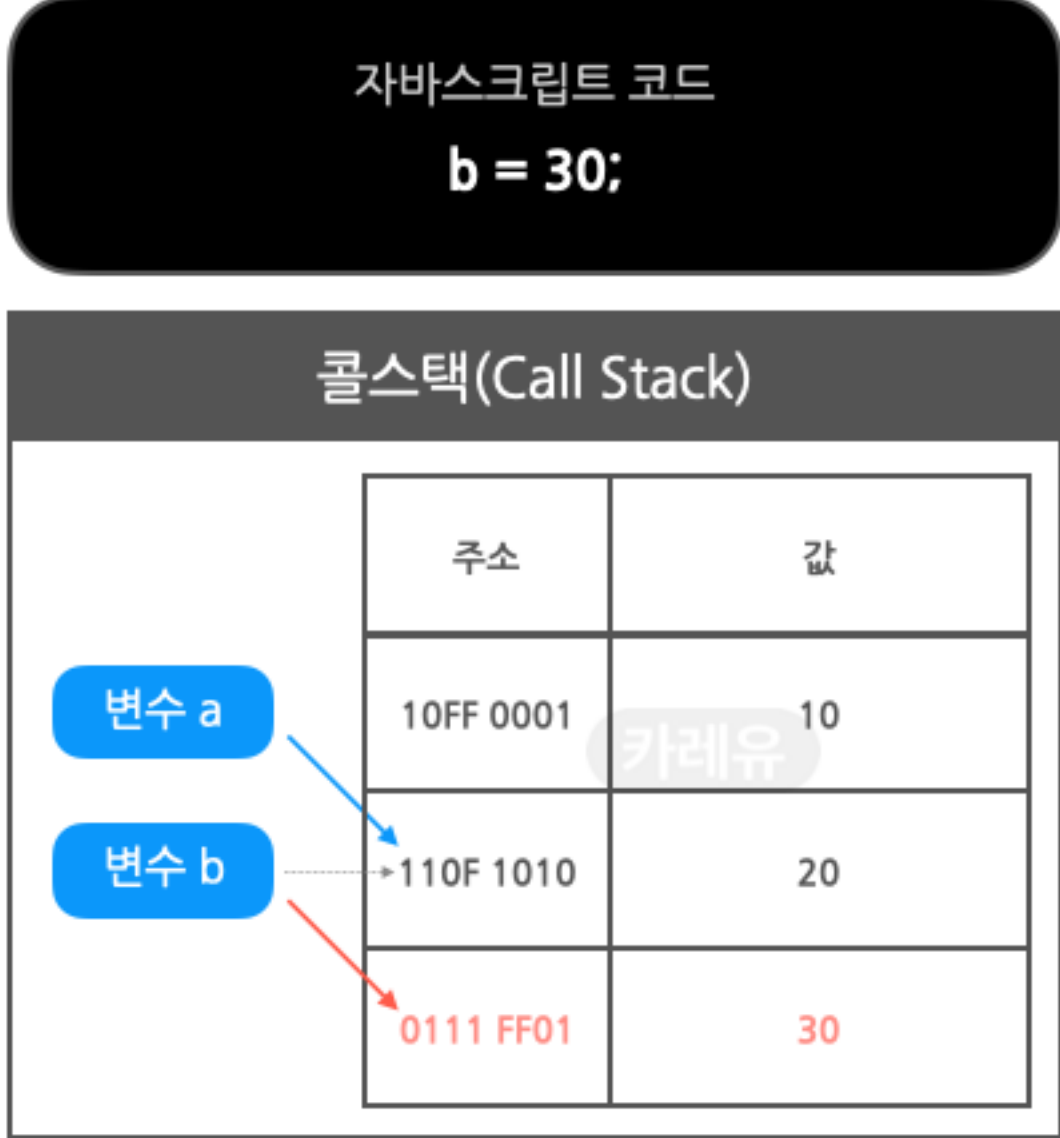 자바스크립트 코드
b = 30;
콜스택(Call Stack)
주소 값
변수 a
10FF 0001 10
카레유
변수 b
110F 1010 20
0111 FF01 30